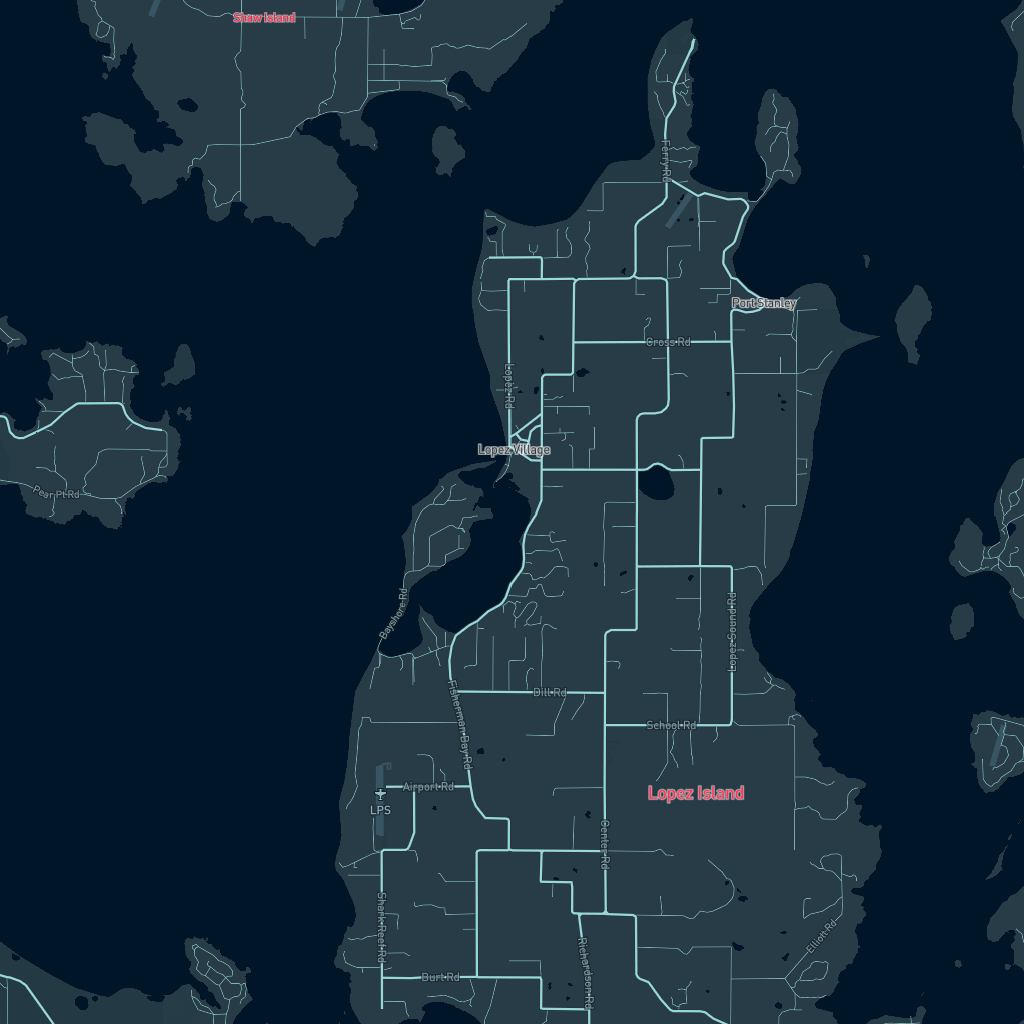 Shaw Island
Ferry Rd
Port Stanley
Cross Rd
Lopez Rd
Lopez Village
Pear Pt Rd
Bayshore Rd
Lopez Sound Rd
Dill Rd
Fisherman Bay Rd
School Rd
Airport Rd
Lopez Island
LPS
Center Rd
Shark Reef Rd
Elliott Rd
Richardson Rd
Burt Rd